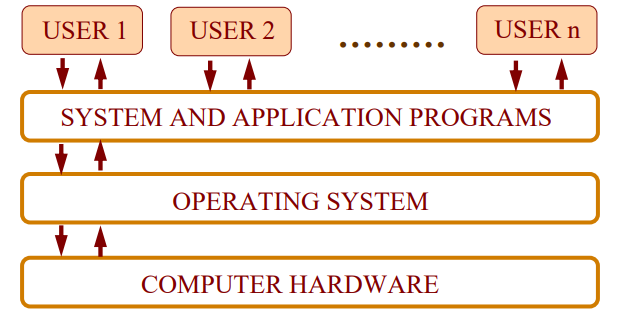 USER 1 USER 2 ......... USER n
SYSTEM AND APPLICATION PROGRAMS
OPERATING SYSTEM
COMPUTER HARDWARE